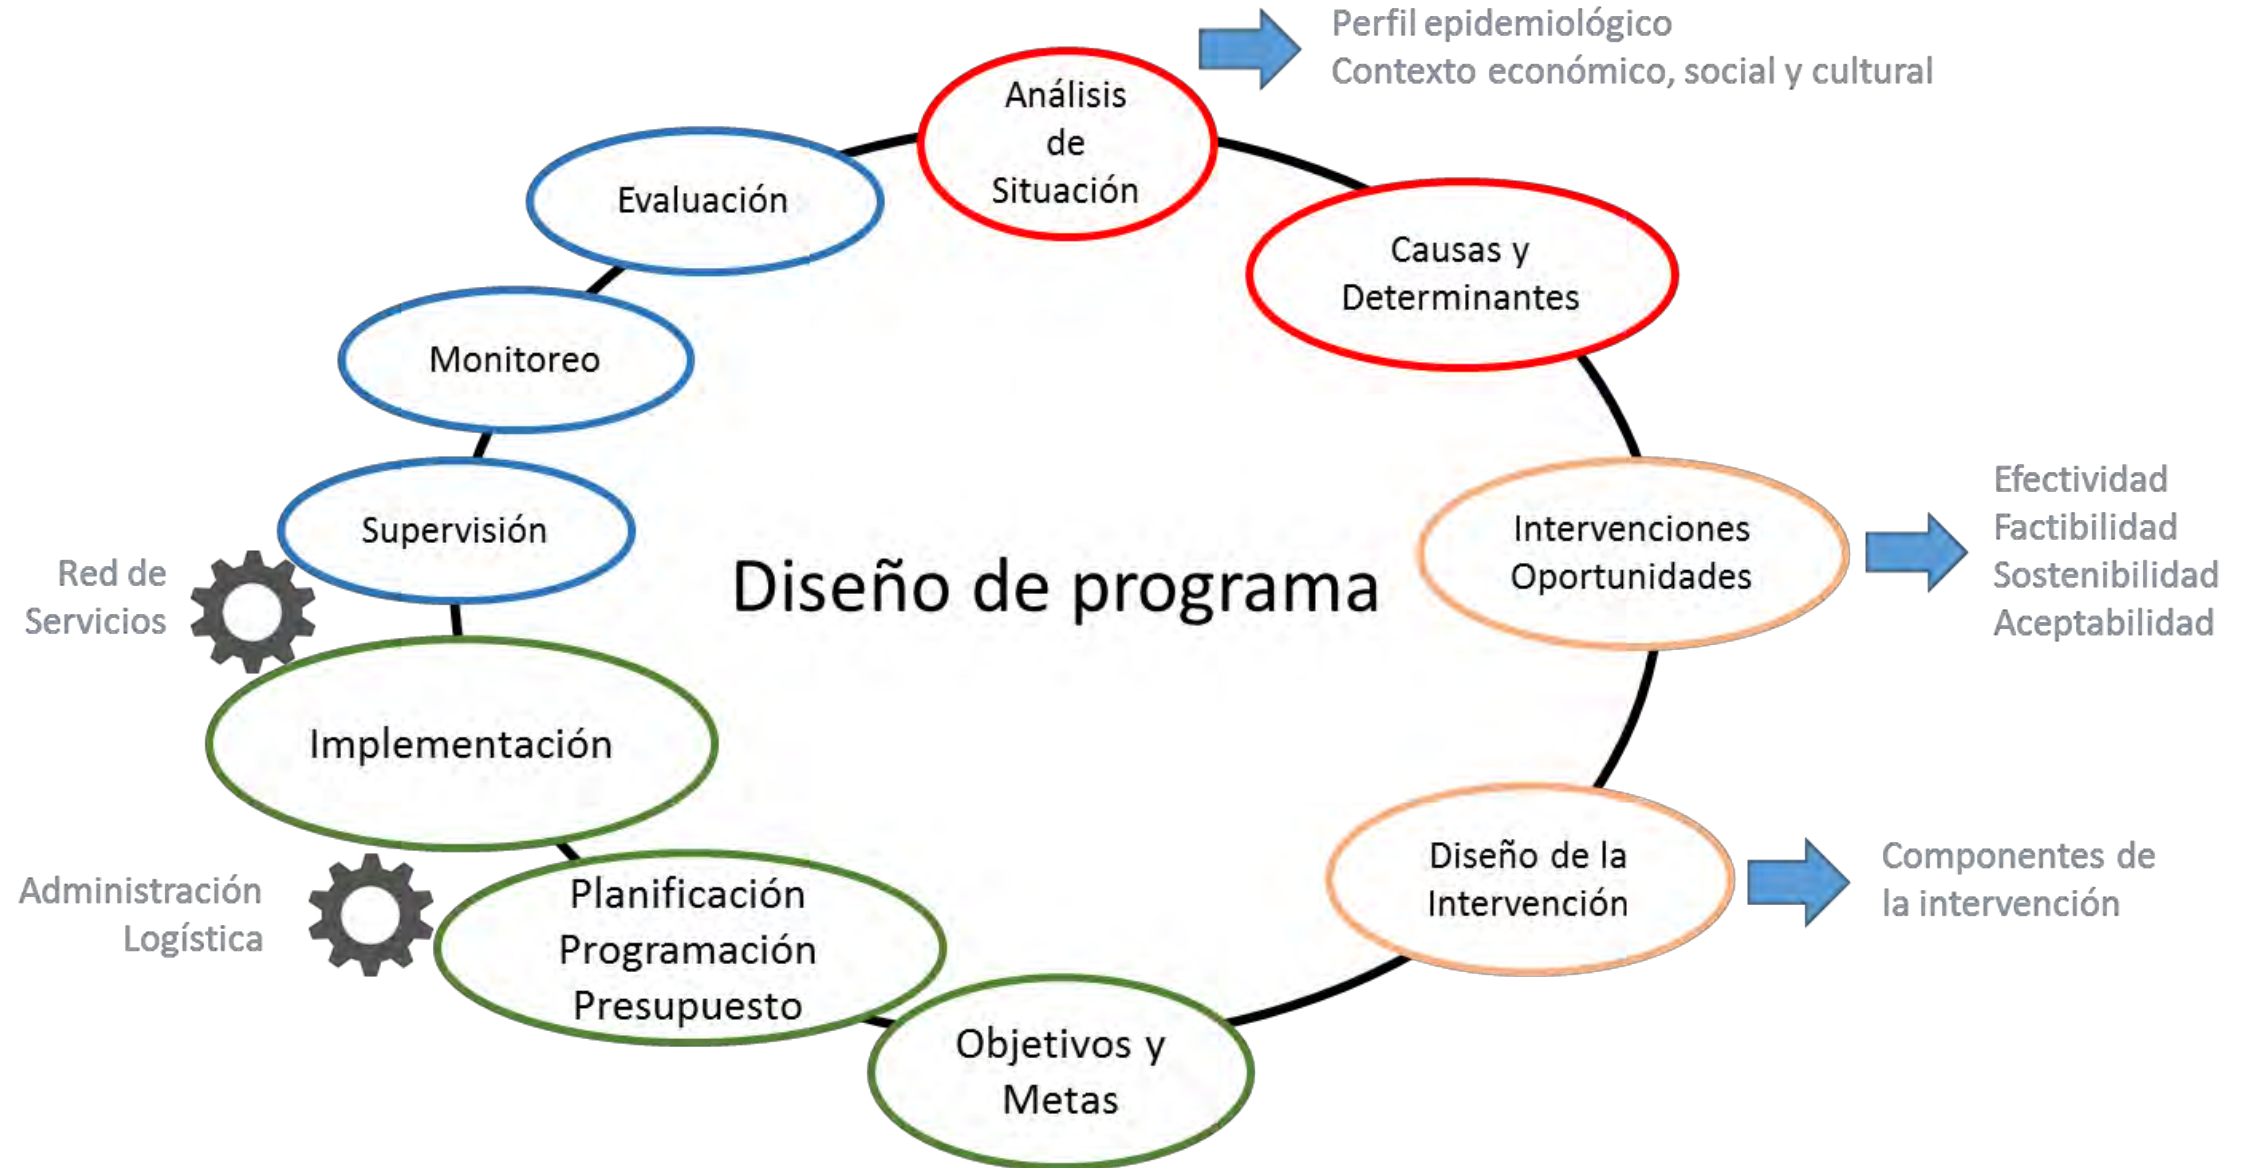 Perfil epidemiológico
Contexto económico, social y cultural
Análisis
de
Situación
Causas y
Determinantes
Intervenciones
Oportunidades
Efectividad
Factibilidad
Sostenibilidad
Aceptabilidad
Diseño de la
Intervención
Componentes de
la intervención
Objetivos y
Metas
Planificación
Programación
Presupuesto
Administración
Logística
Implementación
Red de
Servicios
Supervisión
Monitoreo
Evaluación
Diseño de programa